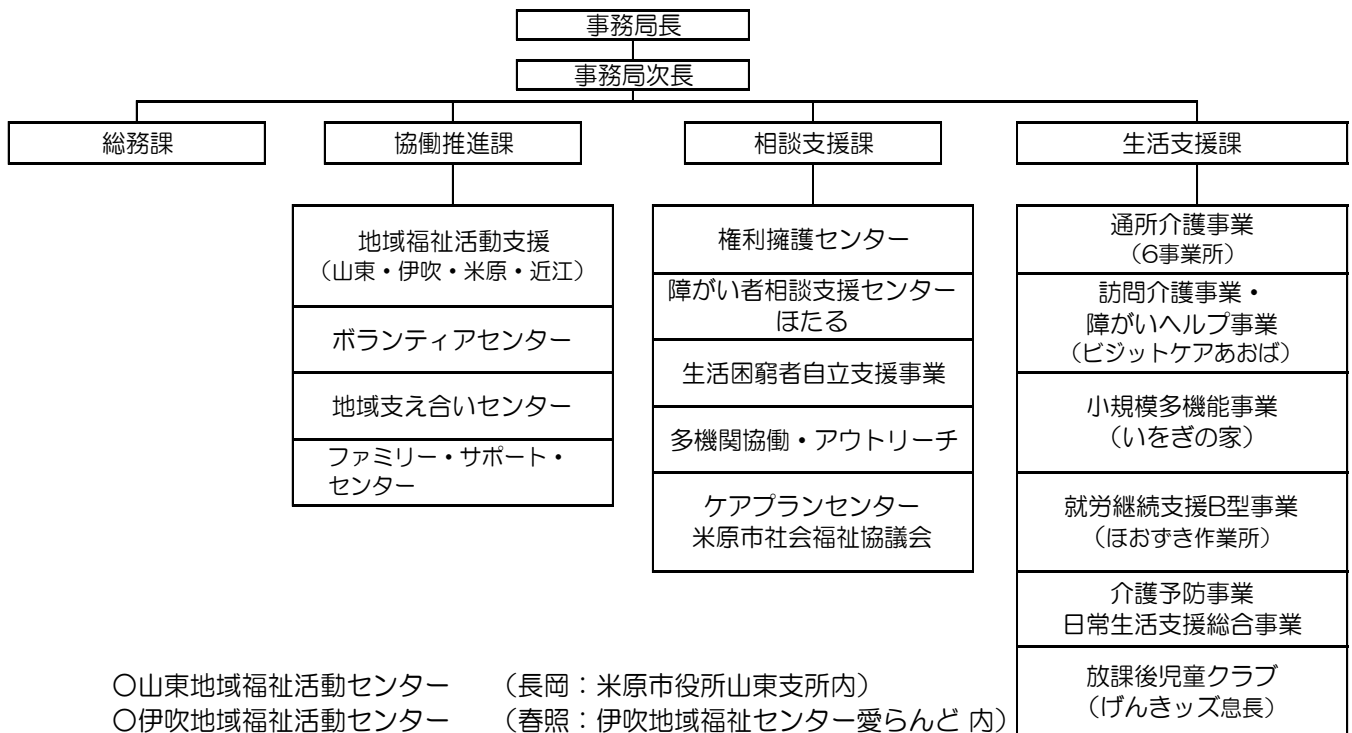 事務局長
事務局次長
総務課
協働推進課
相談支援課
生活支援課
地域福祉活動支援
（山東・伊吹・米原・近江）
ボランティアセンター
地域支え合いセンター
ファミリー・サポート・
センター
権利擁護センター
障がい者相談支援センター
ほたる
生活困窮者自立支援事業
多機関協働・アウトリーチ
ケアプランセンター
米原市社会福祉協議会
通所介護事業
（6事業所）
訪問介護事業・
障がいヘルプ事業
（ビジットケアあおば）
小規模多機能事業
（いをぎの家）
就労継続支援B型事業
（ほおずき作業所）
介護予防事業
日常生活支援総合事業
放課後児童クラブ
（げんきッズ息長）
〇山東地域福祉活動センター　（長岡：米原市役所山東支所内）
〇伊吹地域福祉活動センター　（春照：伊吹地域福祉センター愛らんど 内）